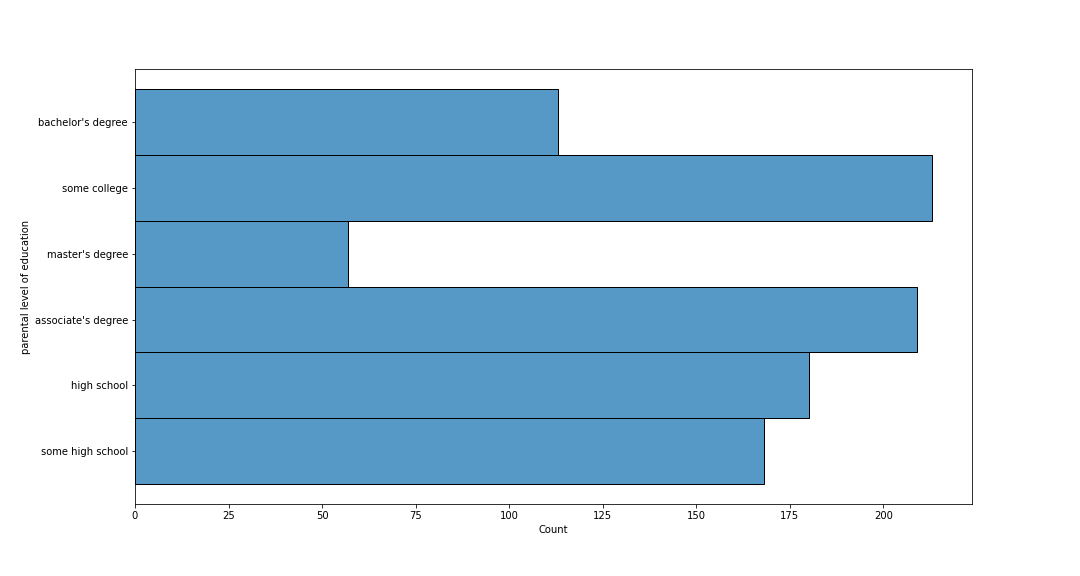 parental level of education
bachelor's degree
some college
master's degree
associate's degree
high school
some high school
0 25 50 75 100 125 150 175 200
Count